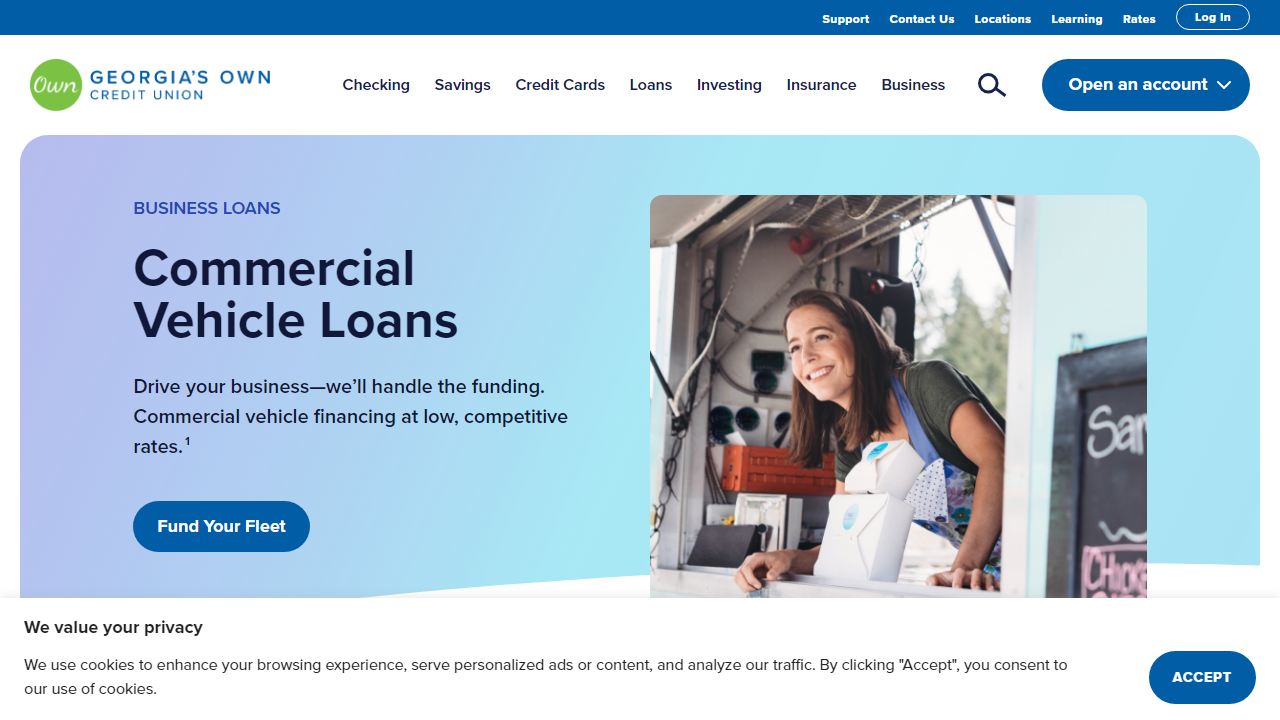 Support Contact Us Locations Learning Rates Log In
Own GEORGIA'S OWN
CREDIT UNION
Checking Savings Credit Cards Loans Investing Insurance Business Open an account
BUSINESS LOANS
Commercial
Vehicle Loans
Drive your business—we’ll handle the funding.
Commercial vehicle financing at low, competitive
rates.¹
Fund Your Fleet
We value your privacy
We use cookies to enhance your browsing experience, serve personalized ads or content, and analyze our traffic. By clicking "Accept", you consent to
our use of cookies.
ACCEPT